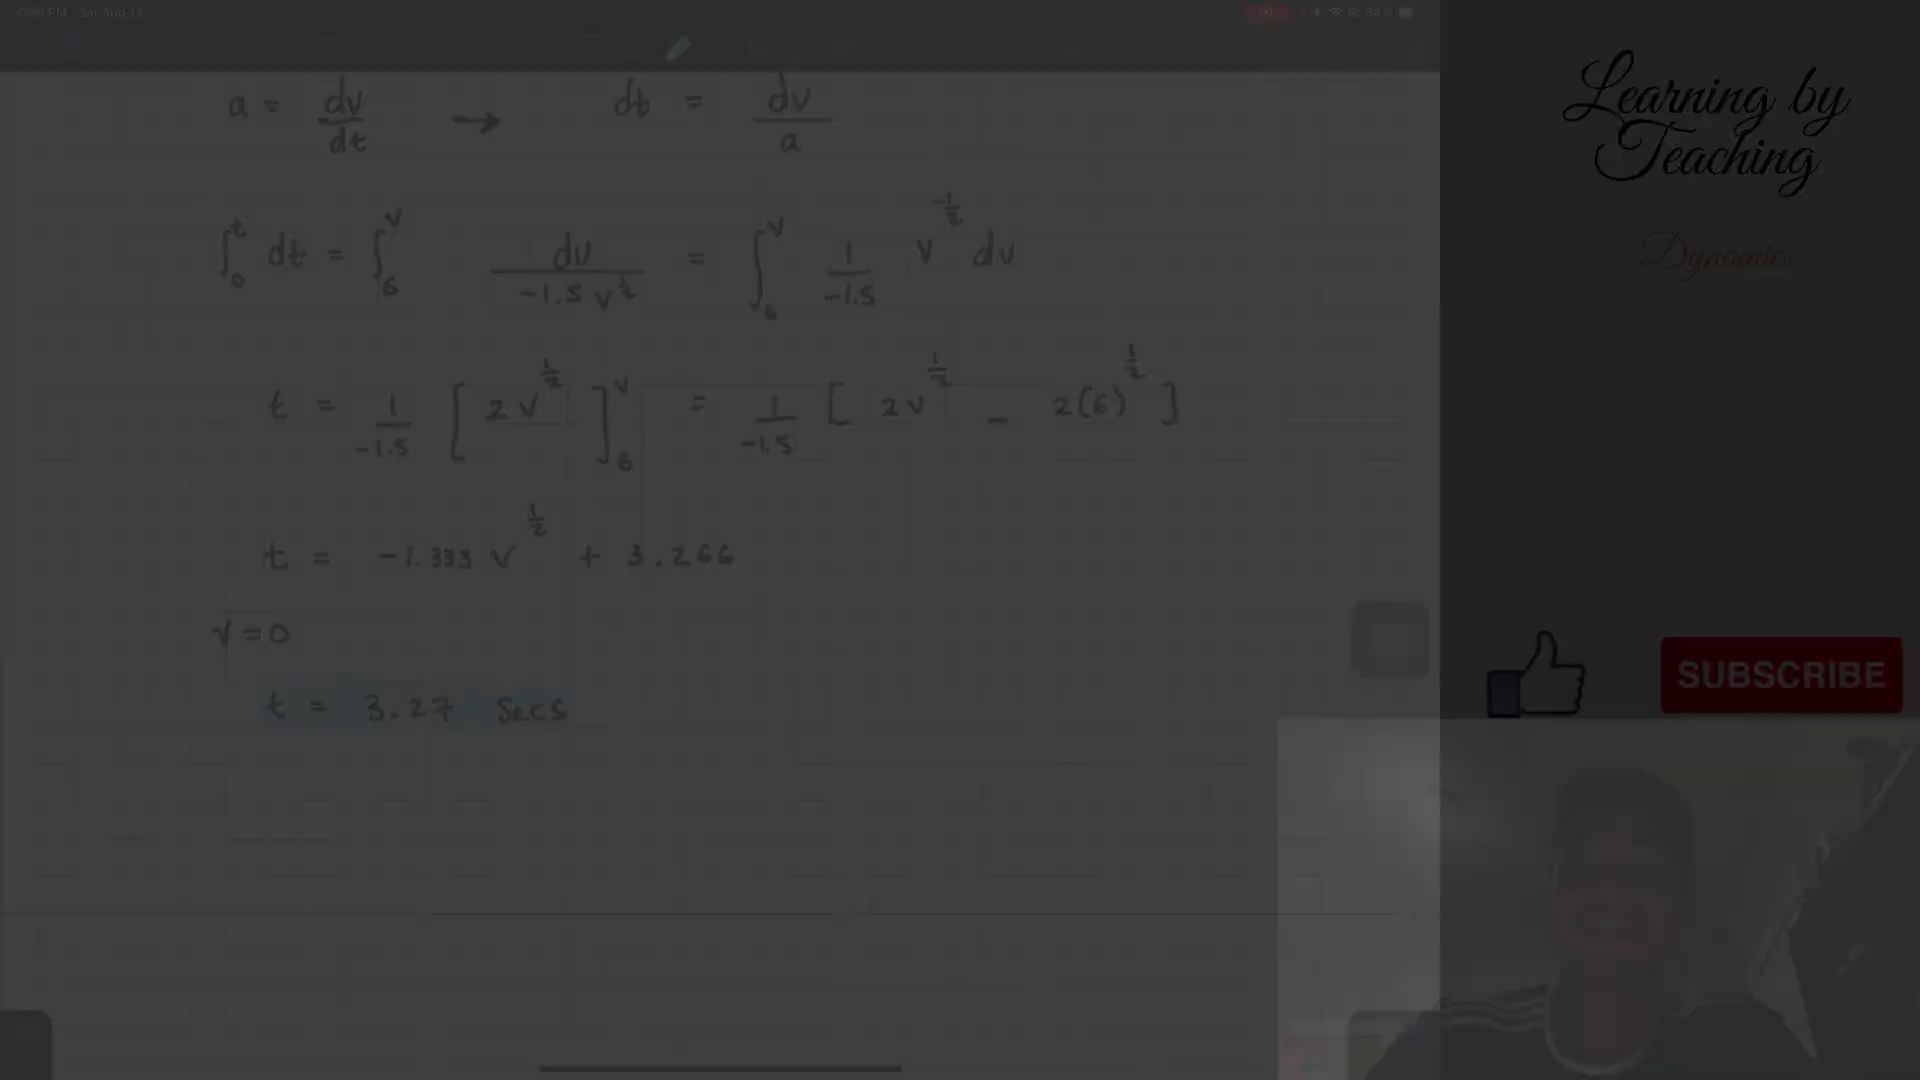 a = dv/dt → dt = dv/a
∫₀ᵗ dt = ∫₆ᵛ dv / -1.5 v^½ = ∫₆ᵛ 1/-1.5 . v^-½ dv
t = 1/-1.5 [ 2v^½ ]₆ᵛ = 1/-1.5 [ 2v^½ - 2(6)^½ ]
t = -1.333 v^½ + 3.266
v = 0
t = 3.27 secs
Learning by
Teaching
Dynamics
SUBSCRIBE